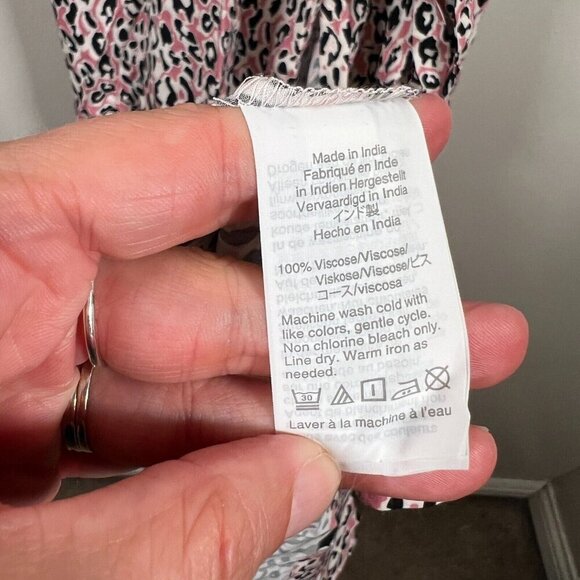 Made in India
Fabriqué en Inde
in Indien Hergestellt
Vervaardigd in India
インド製
Hecho en India
100% Viscose/Viscose/
Viskose/Viscose/ビス
コース/viscosa
Machine wash cold with
like colors, gentle cycle.
Non chlorine bleach only.
Line dry. Warm iron as
needed.
30
Laver à la machine à l'eau